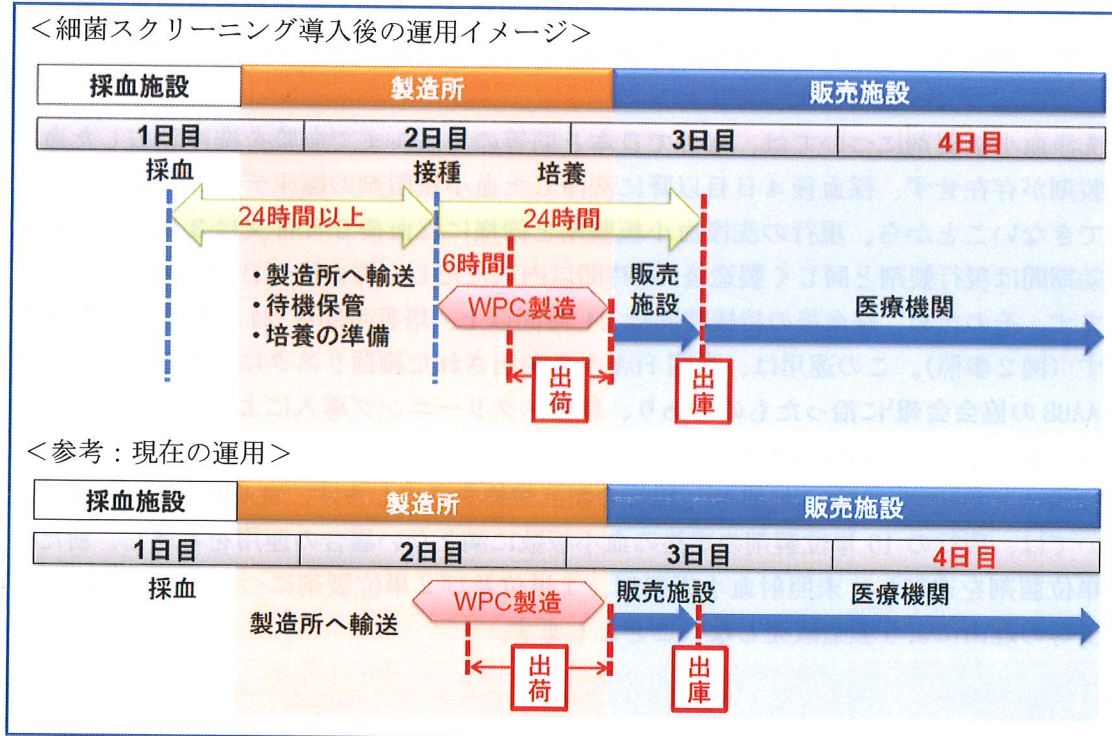 ＜細菌スクリーニング導入後の運用イメージ＞
採血施設 製造所 販売施設
1日目 2日目 3日目 4日目
採血 接種 培養
24時間以上 24時間
・製造所へ輸送
・待機保管
・培養の準備
6時間
WPC製造
販売
施設
医療機関
出荷
出庫
＜参考：現在の運用＞
採血施設 製造所 販売施設
1日目 2日目 3日目 4日目
採血 WPC製造 販売施設 医療機関
製造所へ輸送
出荷
出庫